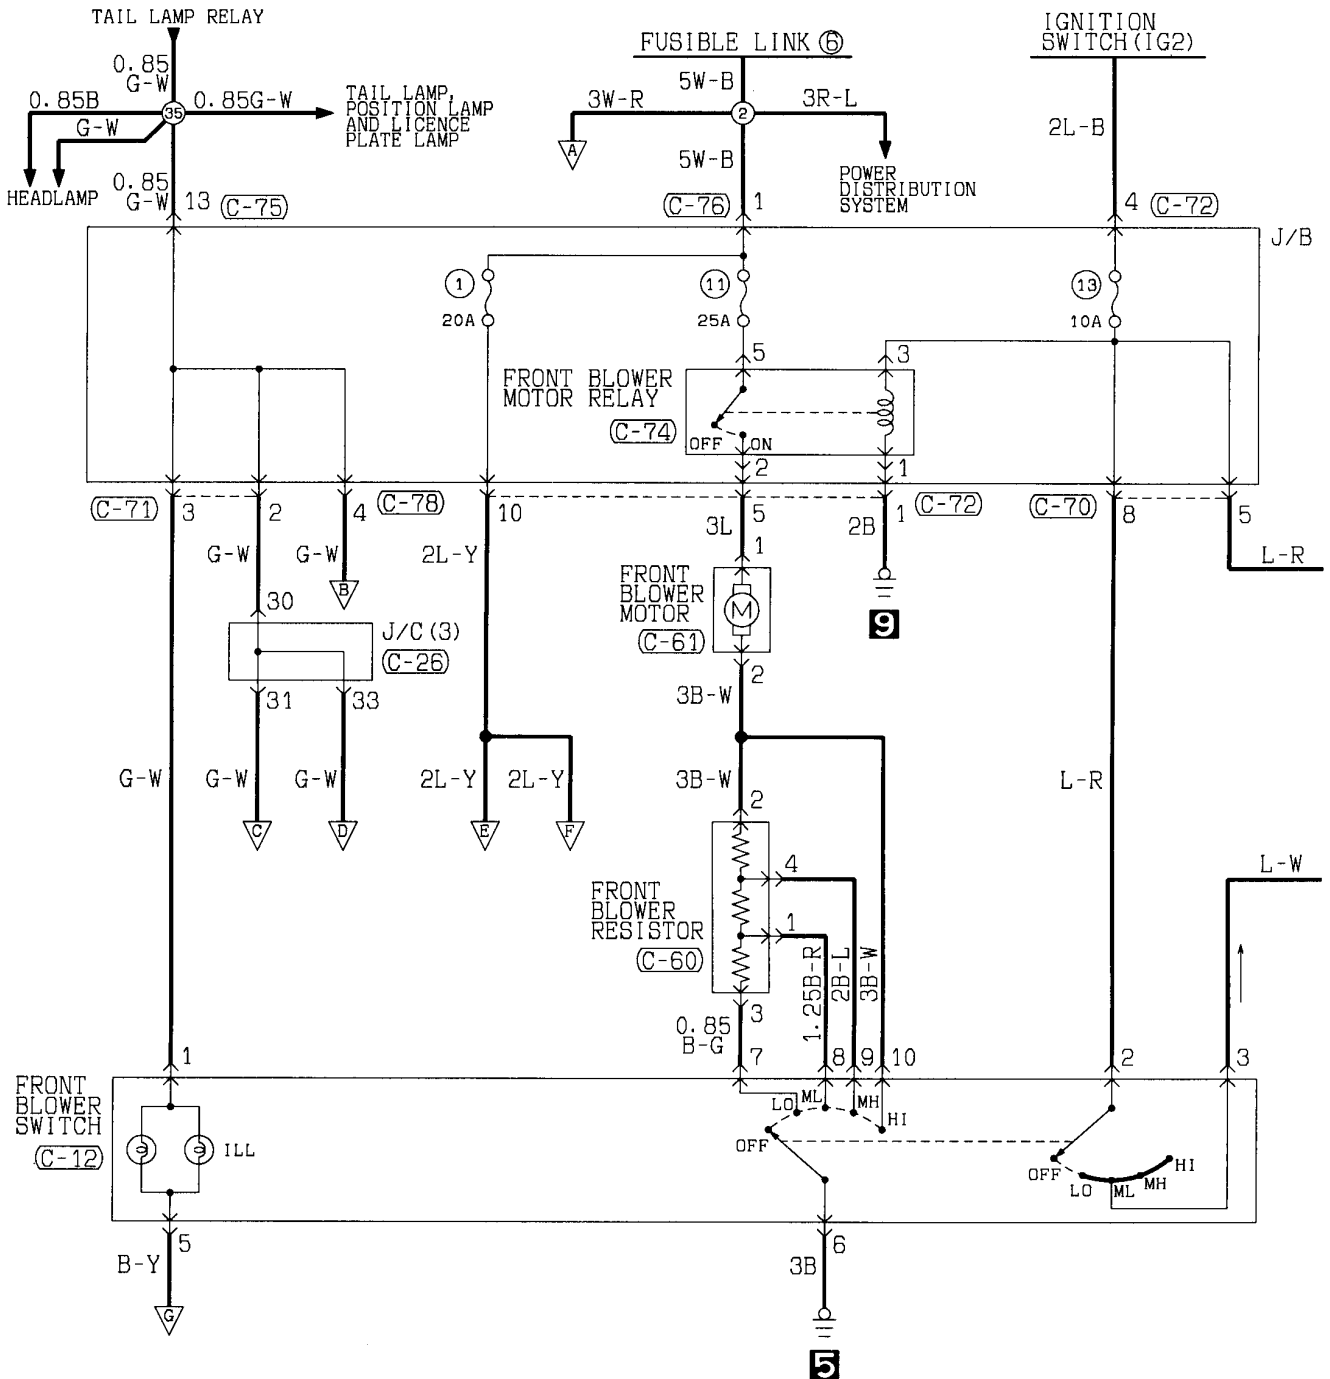 TAIL LAMP RELAY
0.85
G-W
0.85B
G-W
35
0.85G-W
TAIL LAMP,
POSITION LAMP
AND LICENCE
PLATE LAMP
HEADLAMP
0.85
G-W
13
C-75
FUSIBLE LINK ⑥
5W-B
3W-R
2
3R-L
A
5W-B
POWER
DISTRIBUTION
SYSTEM
C-76
1
IGNITION
SWITCH(IG2)
2L-B
4
C-72
J/B
1
20A
11
25A
13
10A
5
3
FRONT BLOWER
MOTOR RELAY
C-74
OFF
ON
2
1
C-71
3
2
4
C-78
10
5
1
C-72
C-70
8
5
G-W
G-W
2L-Y
3L
2B
L-R
B
1
9
30
J/C(3)
C-26
31
33
FRONT
BLOWER
MOTOR
C-61
M
2
3B-W
G-W
G-W
G-W
2L-Y
2L-Y
3B-W
L-R
C
D
E
F
2
FRONT
BLOWER
RESISTOR
C-60
4
1
3
1.25B-R
2B-L
3B-W
L-W
0.85
B-G
1
7
8
9
10
2
3
FRONT
BLOWER
SWITCH
C-12
ILL
OFF
LO
ML
MH
HI
OFF
LO
ML
MH
HI
5
B-Y
G
6
3B
5